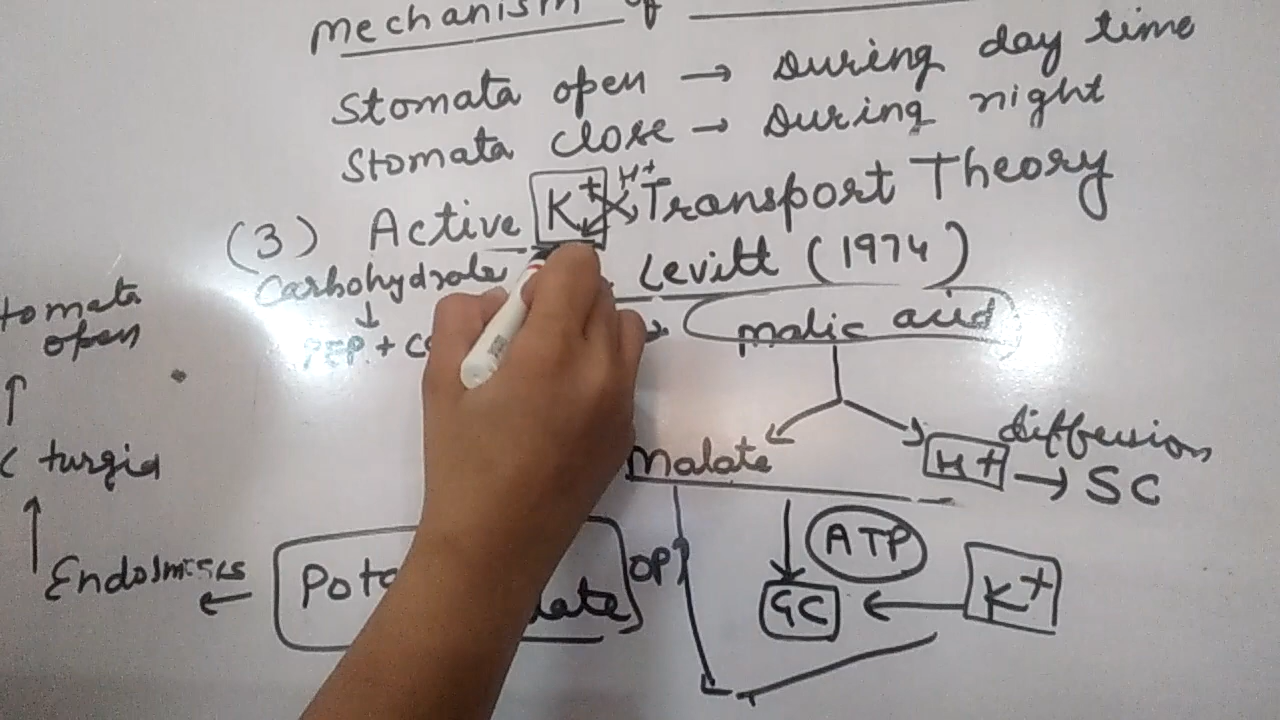 mechanism of
Stomata open → During day time
Stomata close → During night
H+
(3) Active K+ Transport Theory
Carbohydrate Levitt (1974)
↓
PEP + malic acid
tomata
open
↑
turgid
↑
Endosmosis ←
malate
H+ → SC
diffusion
ATP
GC ← K+
OP↑